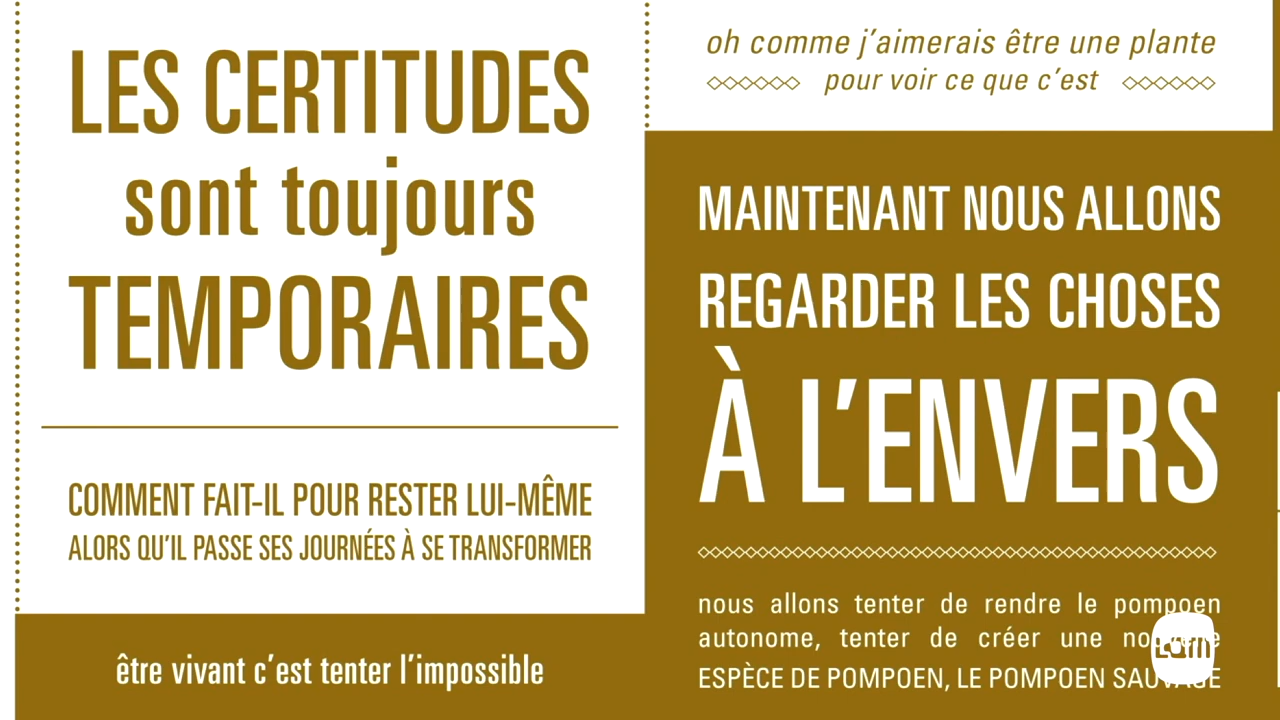 LES CERTITUDES
sont toujours
TEMPORAIRES
COMMENT FAIT-IL POUR RESTER LUI-MÊME
ALORS QU'IL PASSE SES JOURNÉES À SE TRANSFORMER
être vivant c'est tenter l'impossible
oh comme j'aimerais être une plante
pour voir ce que c'est
MAINTENANT NOUS ALLONS
REGARDER LES CHOSES
À L'ENVERS
nous allons tenter de rendre le pompoen
autonome, tenter de créer une nouvelle
ESPÈCE DE POMPOEN, LE POMPOEN SAUVAGE